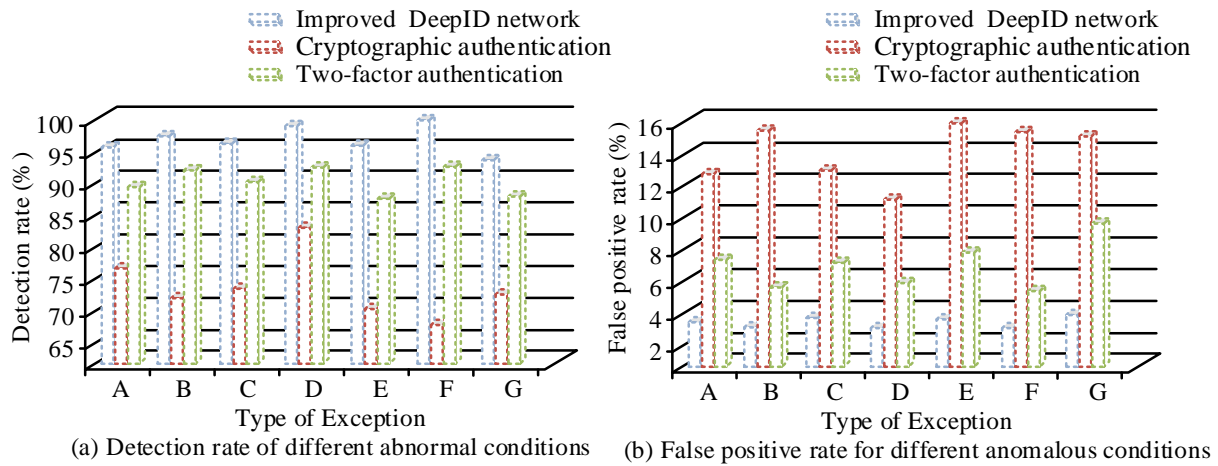 Improved DeepID network
Cryptographic authentication
Two-factor authentication
100
95
90
85
80
75
70
65
Detection rate (%)
A B C D E F G
Type of Exception
(a) Detection rate of different abnormal conditions
Improved DeepID network
Cryptographic authentication
Two-factor authentication
16
14
12
10
8
6
4
2
False positive rate (%)
A B C D E F G
Type of Exception
(b) False positive rate for different anomalous conditions